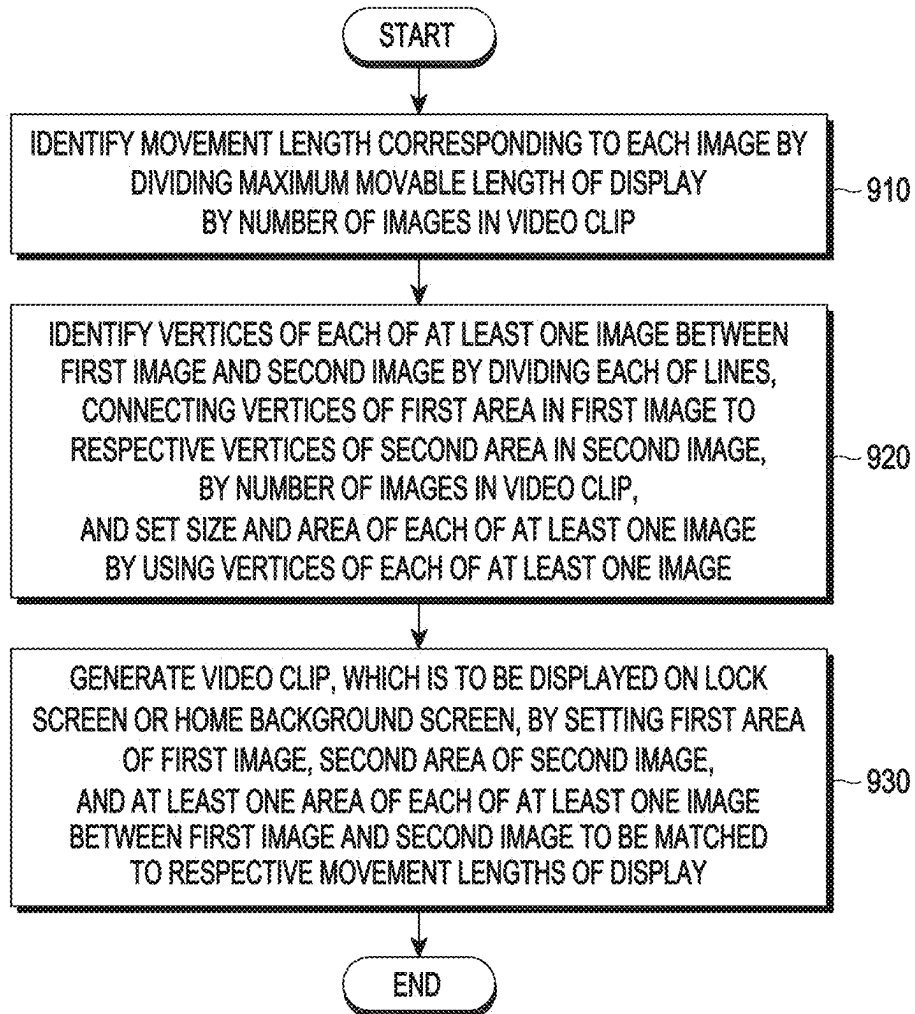 START
IDENTIFY MOVEMENT LENGTH CORRESPONDING TO EACH IMAGE BY
DIVIDING MAXIMUM MOVABLE LENGTH OF DISPLAY
BY NUMBER OF IMAGES IN VIDEO CLIP
910
IDENTIFY VERTICES OF EACH OF AT LEAST ONE IMAGE BETWEEN
FIRST IMAGE AND SECOND IMAGE BY DIVIDING EACH OF LINES,
CONNECTING VERTICES OF FIRST AREA IN FIRST IMAGE TO
RESPECTIVE VERTICES OF SECOND AREA IN SECOND IMAGE,
BY NUMBER OF IMAGES IN VIDEO CLIP,
AND SET SIZE AND AREA OF EACH OF AT LEAST ONE IMAGE
BY USING VERTICES OF EACH OF AT LEAST ONE IMAGE
920
GENERATE VIDEO CLIP, WHICH IS TO BE DISPLAYED ON LOCK
SCREEN OR HOME BACKGROUND SCREEN, BY SETTING FIRST AREA
OF FIRST IMAGE, SECOND AREA OF SECOND IMAGE,
AND AT LEAST ONE AREA OF EACH OF AT LEAST ONE IMAGE
BETWEEN FIRST IMAGE AND SECOND IMAGE TO BE MATCHED
TO RESPECTIVE MOVEMENT LENGTHS OF DISPLAY
930
END